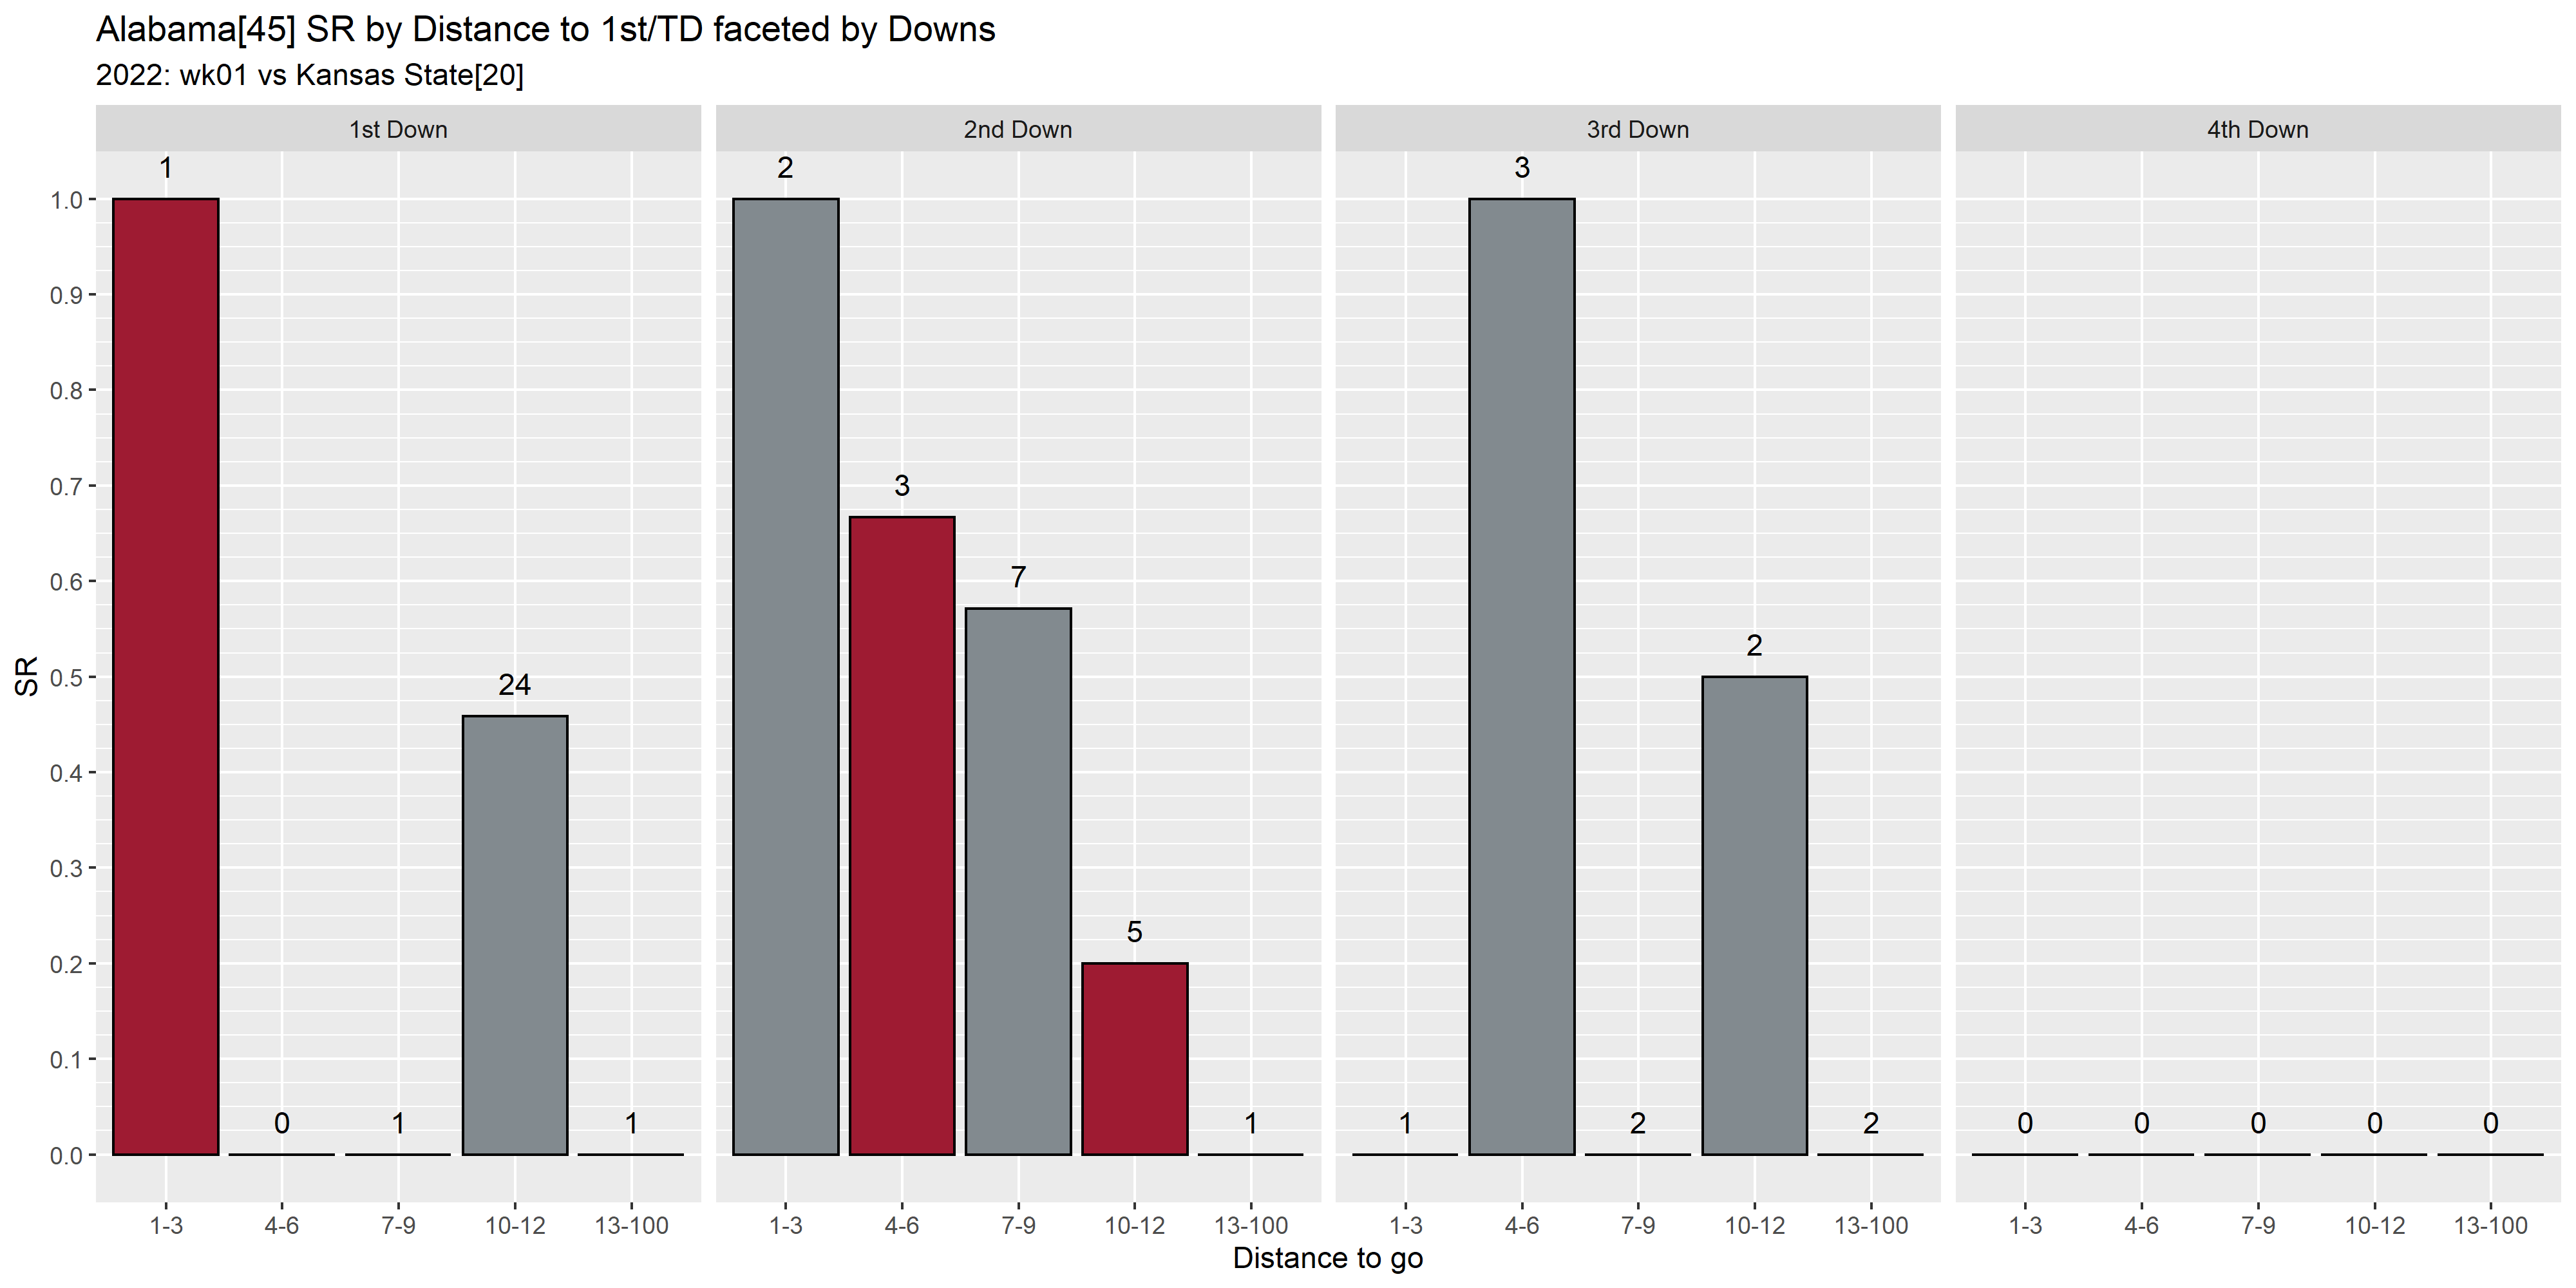 Alabama[45] SR by Distance to 1st/TD faceted by Downs
2022: wk01 vs Kansas State[20]
1st Down
2nd Down
3rd Down
4th Down
SR
1.0
0.9
0.8
0.7
0.6
0.5
0.4
0.3
0.2
0.1
0.0
1
0
1
24
1
2
3
7
5
1
1
3
2
2
2
0
0
0
0
0
1-3 4-6 7-9 10-12 13-100
1-3 4-6 7-9 10-12 13-100
1-3 4-6 7-9 10-12 13-100
1-3 4-6 7-9 10-12 13-100
Distance to go